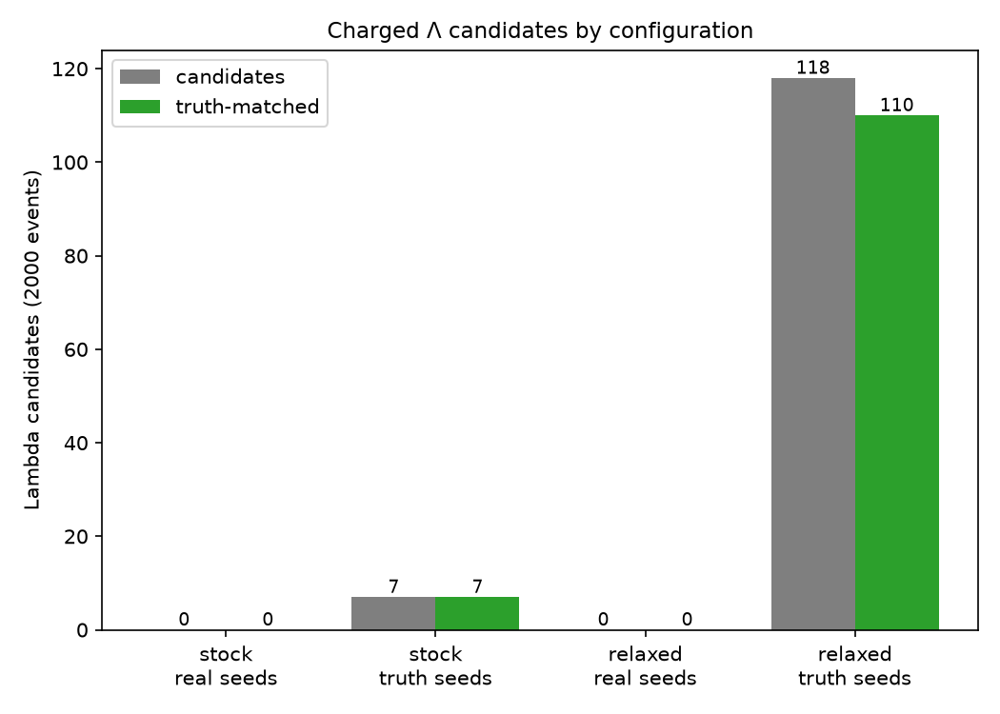 Charged Λ candidates by configuration
candidates
truth-matched
Lambda candidates (2000 events)
120
100
80
60
40
20
0
0
0
7
7
0
0
118
110
stock
real seeds
stock
truth seeds
relaxed
real seeds
relaxed
truth seeds